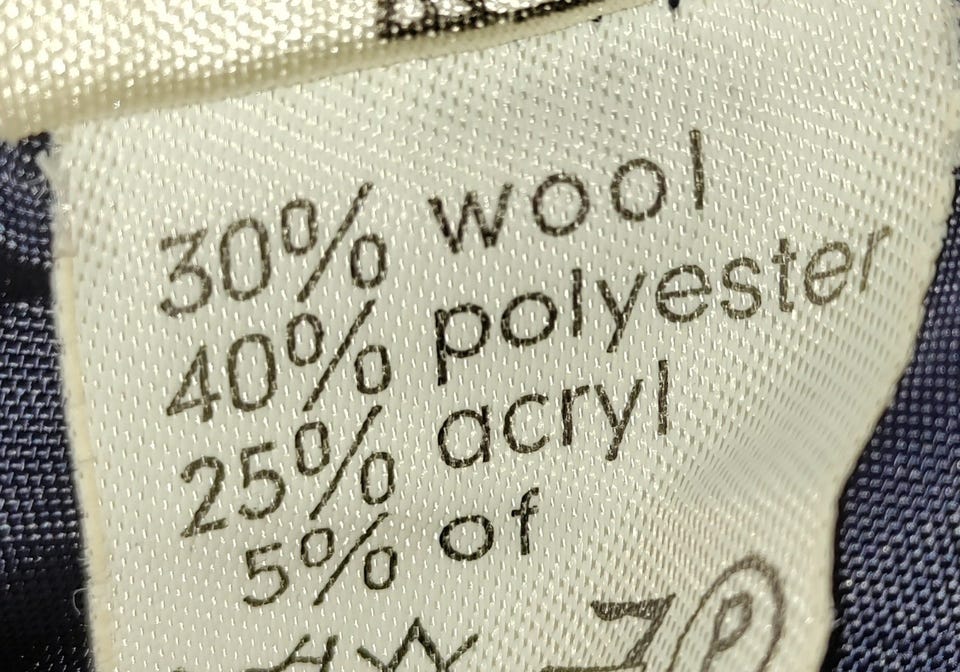 30% wool
40% polyester
25% acryl
5% of
P